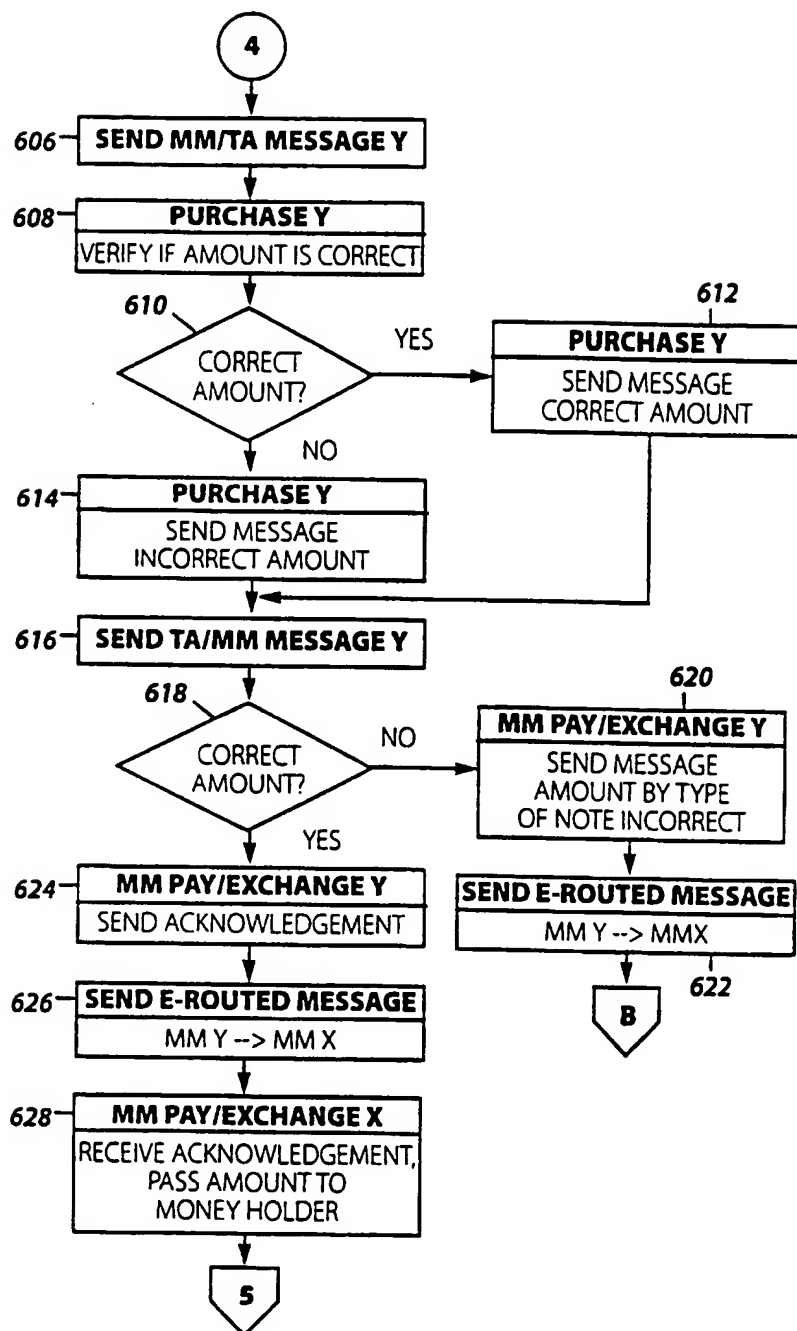 4
606
SEND MM/TA MESSAGE Y
608
PURCHASE Y
VERIFY IF AMOUNT IS CORRECT
610
CORRECT
AMOUNT?
YES
NO
612
PURCHASE Y
SEND MESSAGE
CORRECT AMOUNT
614
PURCHASE Y
SEND MESSAGE
INCORRECT AMOUNT
616
SEND TA/MM MESSAGE Y
618
CORRECT
AMOUNT?
NO
YES
620
MM PAY/EXCHANGE Y
SEND MESSAGE
AMOUNT BY TYPE
OF NOTE INCORRECT
SEND E-ROUTED MESSAGE
MM Y --> MMX
622
B
624
MM PAY/EXCHANGE Y
SEND ACKNOWLEDGEMENT
626
SEND E-ROUTED MESSAGE
MM Y --> MM X
628
MM PAY/EXCHANGE X
RECEIVE ACKNOWLEDGEMENT,
PASS AMOUNT TO
MONEY HOLDER
5